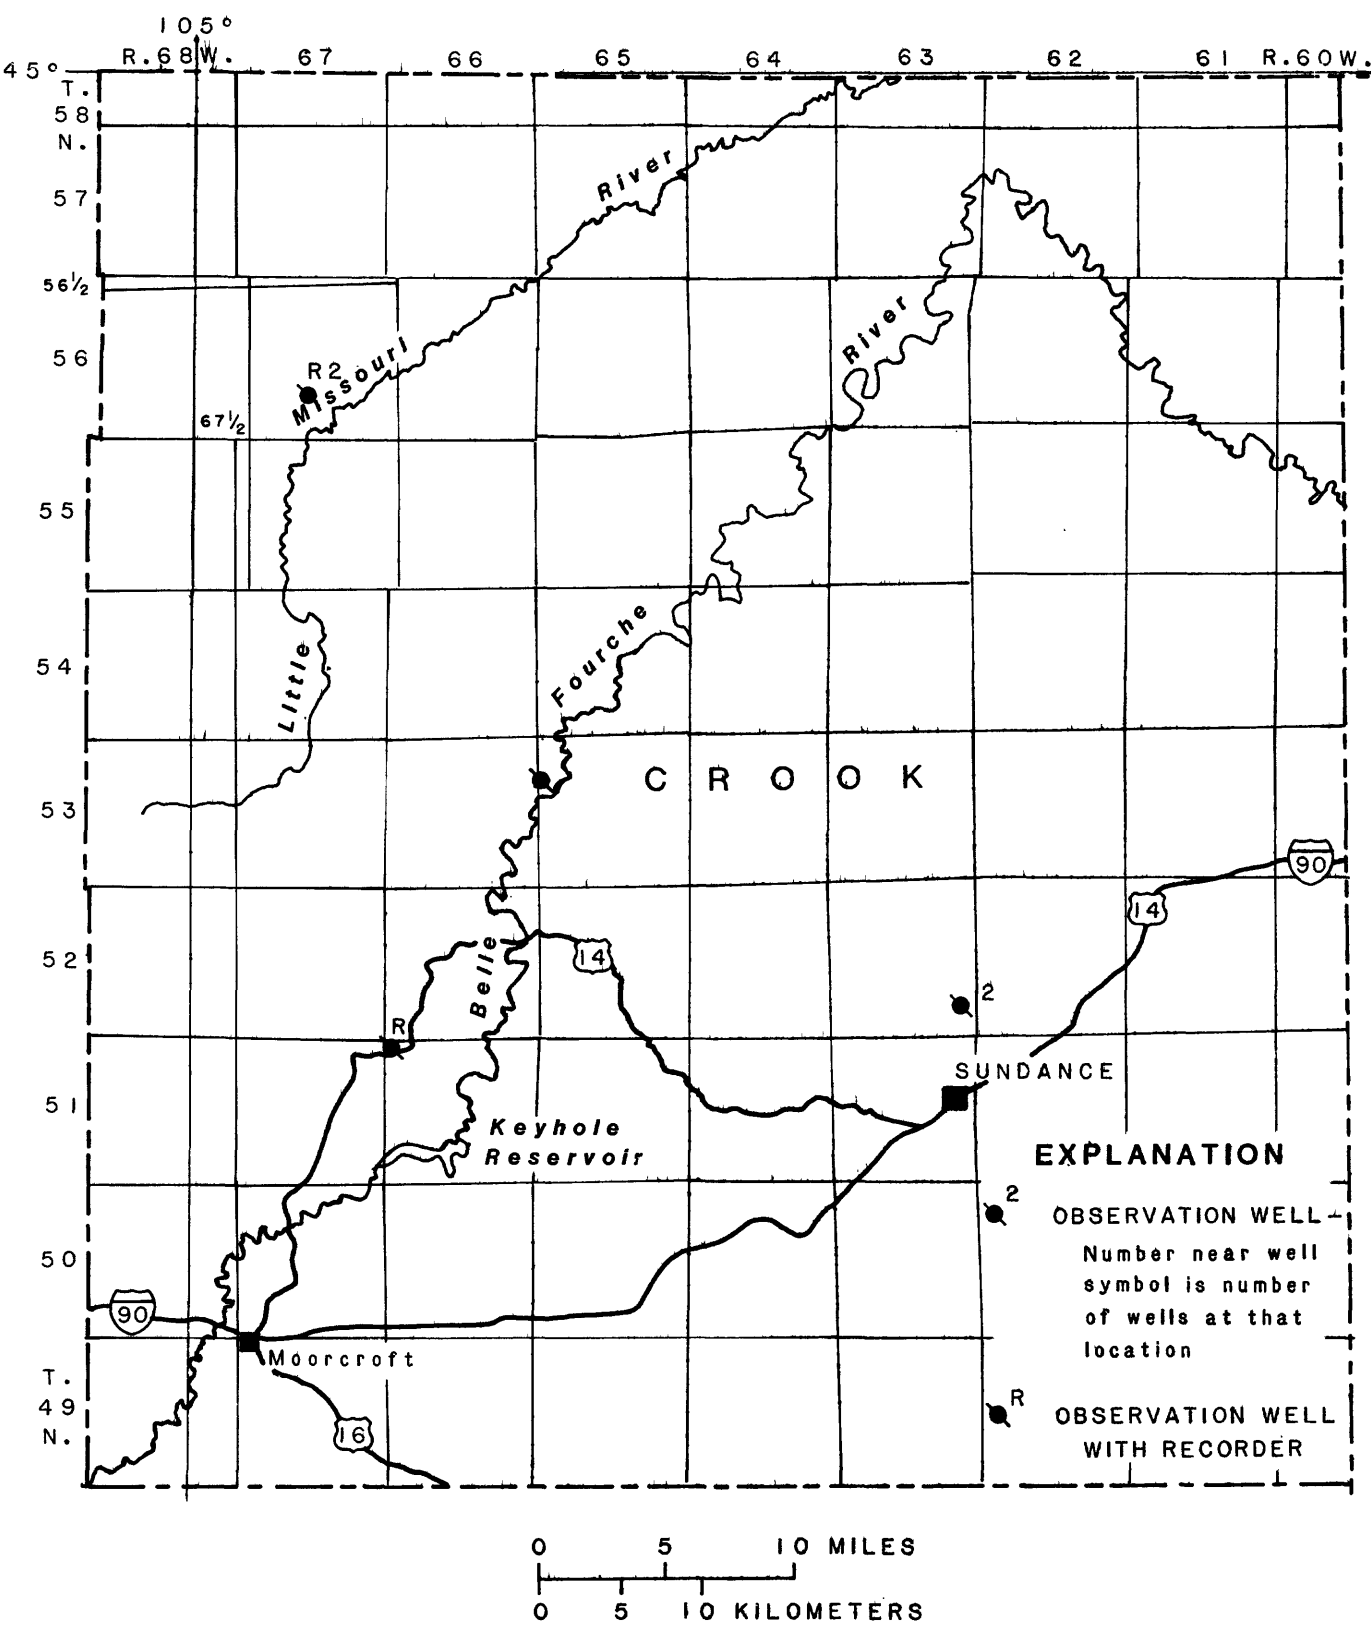 105°
R.68W. 67 66 65 64 63 62 61 R.60W.
45°
T.
58
N.
57
River
56½
River
56
R2
Missouri
67½
55
Fourche
54
Little
CROOK
53
90
14
52
14
Belle
2
R
SUNDANCE
51
Keyhole
Reservoir
EXPLANATION
2
OBSERVATION WELL-
Number near well
symbol is number
of wells at that
location
50
90
Moorcroft
T.
49
N.
16
R
OBSERVATION WELL
WITH RECORDER
0 5 10 MILES
0 5 10 KILOMETERS